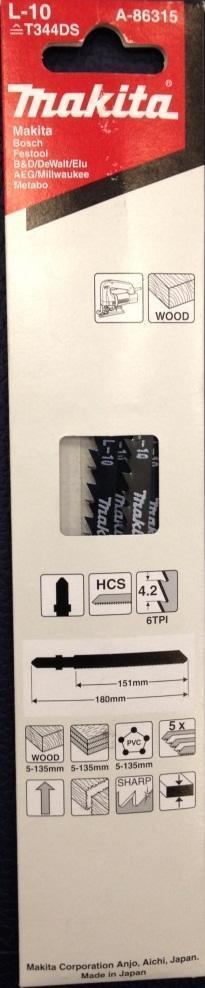 L-10 A-86315
≙T344DS
Makita®
Makita
Bosch
Festool
B&D/DeWalt/Elu
AEG/Millwaukee
Metabo
WOOD
L-10 L-10 L-10
Makita Makita
HCS 4.2
6TPI
151mm
180mm
WOOD PVC 5x
5-135mm 5-135mm 5-135mm
SHARP
Makita Corporation Anjo, Aichi, Japan.
Made in Japan